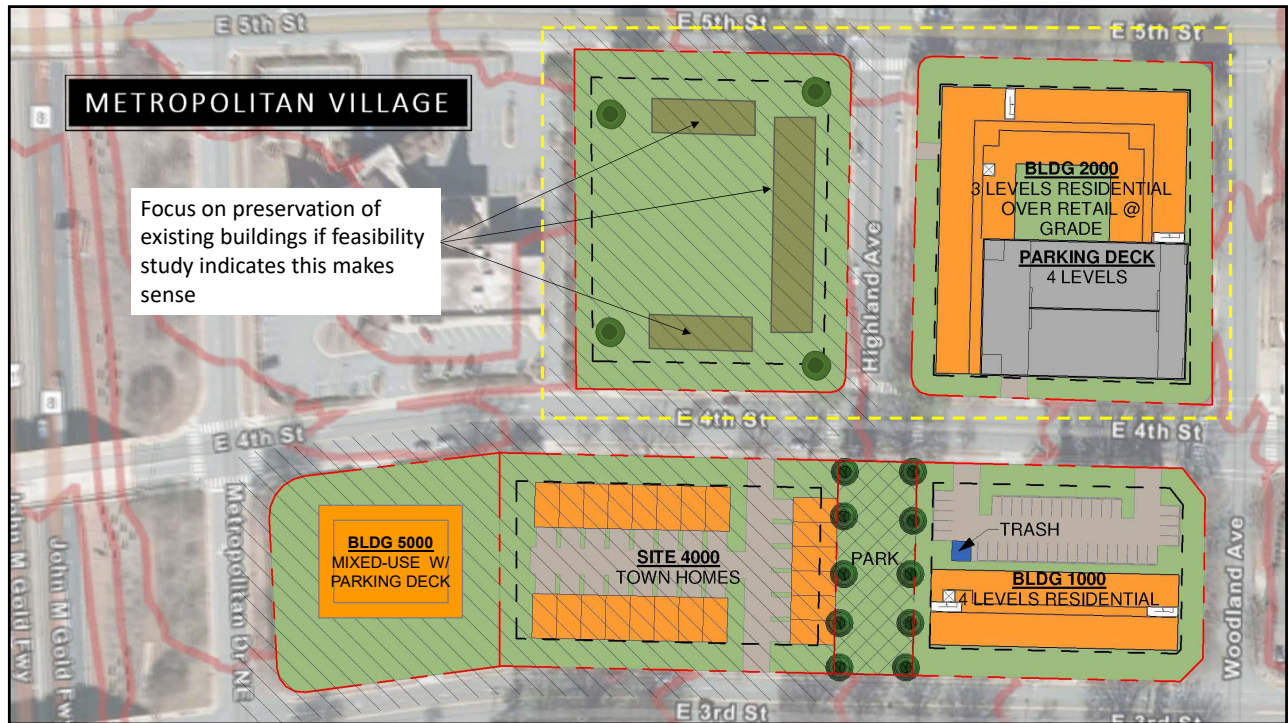 E 5th St
E 5th St
E 5th St
METROPOLITAN VILLAGE
Focus on preservation of
existing buildings if feasibility
study indicates this makes
sense
BLDG 2000
3 LEVELS RESIDENTIAL
OVER RETAIL @
GRADE
PARKING DECK
4 LEVELS
Highland Ave
E 4th St
E 4th St
E 4th St
John M Gold Fwy
John M Gold Fwy
Metropolitan Dr NE
BLDG 5000
MIXED-USE W/
PARKING DECK
SITE 4000
TOWN HOMES
PARK
TRASH
BLDG 1000
4 LEVELS RESIDENTIAL
Woodland Ave
E 3rd St
E 3rd St